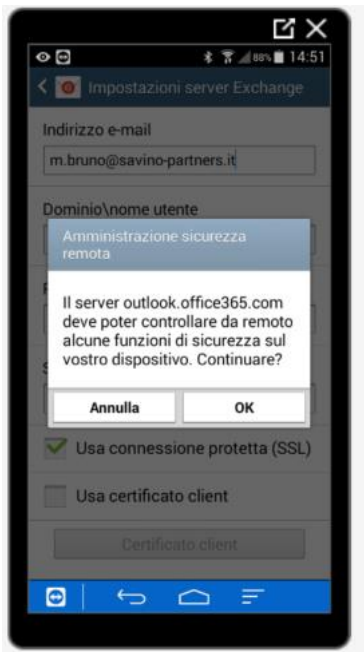 88% 14:51
Impostazioni server Exchange
Indirizzo e-mail
m.bruno@savino-partners.it
Dominio\nome utente
Amministrazione sicurezza
remota
Il server outlook.office365.com
deve poter controllare da remoto
alcune funzioni di sicurezza sul
vostro dispositivo. Continuare?
Annulla OK
Usa connessione protetta (SSL)
Usa certificato client
Certificato client